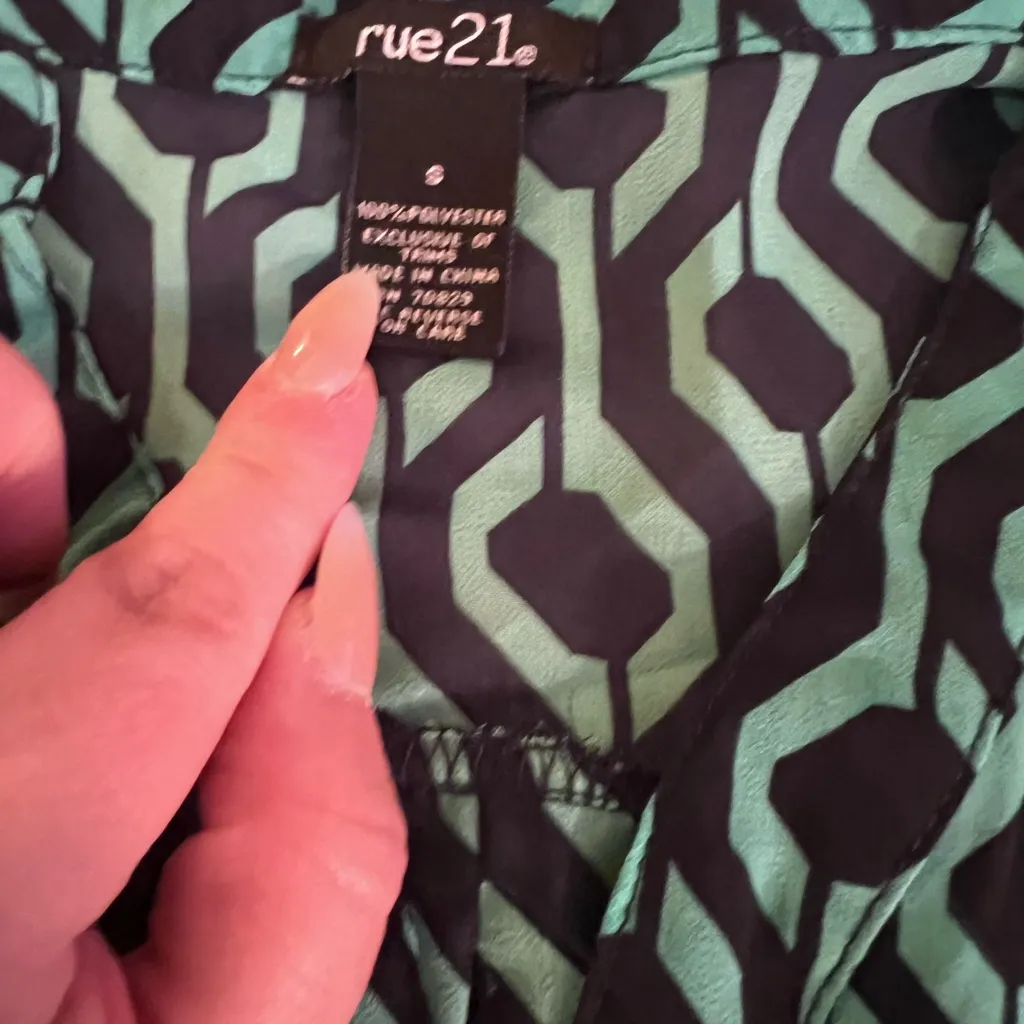 rue21®
S
100%POLYESTER
EXCLUSIVE OF
TRIMS
MADE IN CHINA
70829
REVERSE
CARE